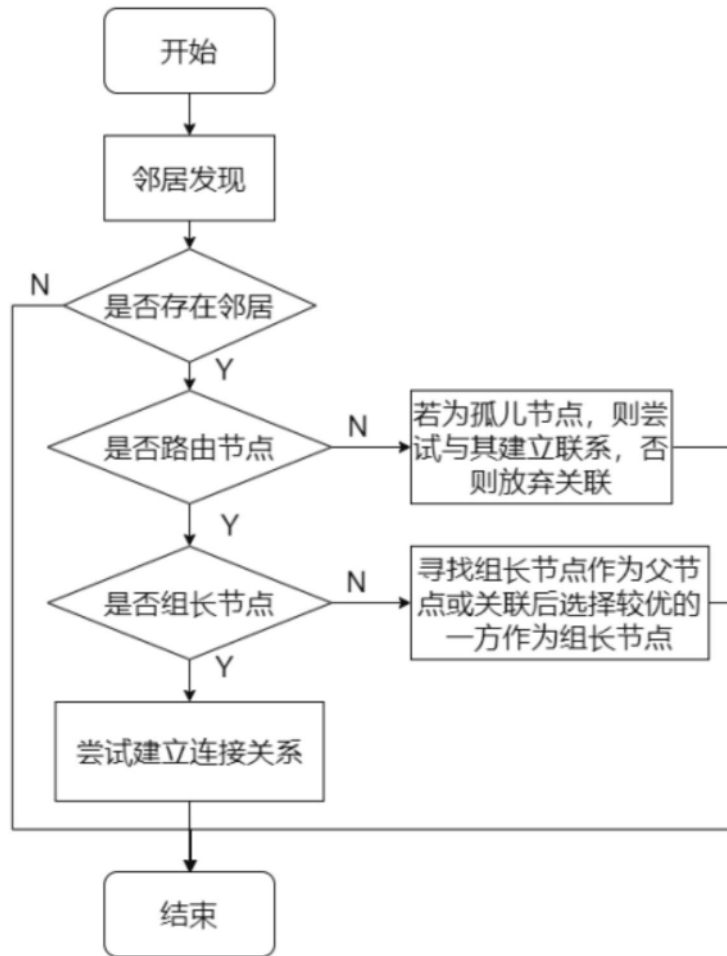 开始
邻居发现
N
是否存在邻居
Y
是否路由节点
N
若为孤儿节点，则尝
试与其建立联系，否
则放弃关联
Y
是否组长节点
N
寻找组长节点作为父节
点或关联后选择较优的
一方作为组长节点
Y
尝试建立连接关系
结束